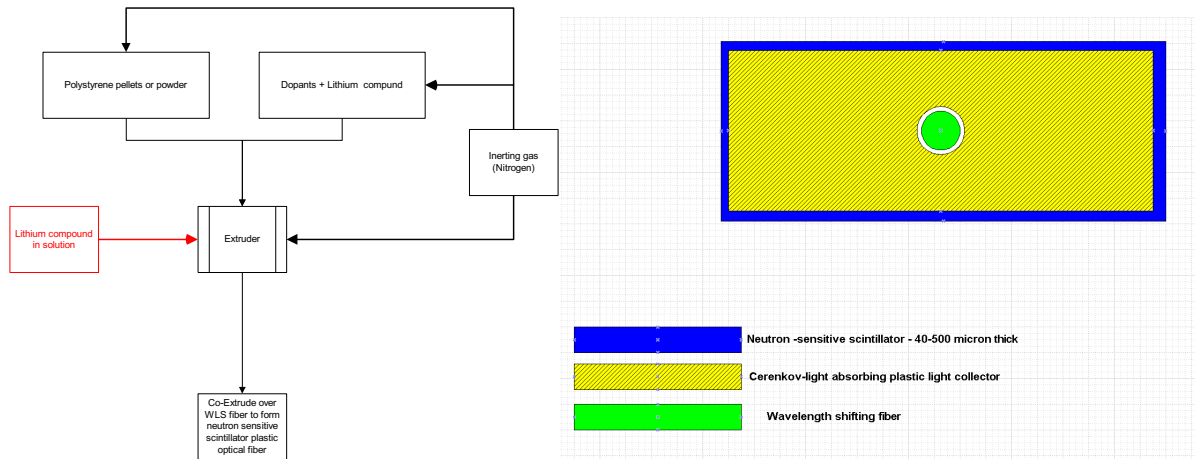 Polystyrene pellets or powder
Dopants + Lithium compund
Inerting gas
(Nitrogen)
Lithium compound
in solution
Extruder
Co-Extrude over
WLS fiber to form
neutron sensitive
scintillator plastic
optical fiber
Neutron -sensitive scintillator - 40-500 micron thick
Cerenkov-light absorbing plastic light collector
Wavelength shifting fiber